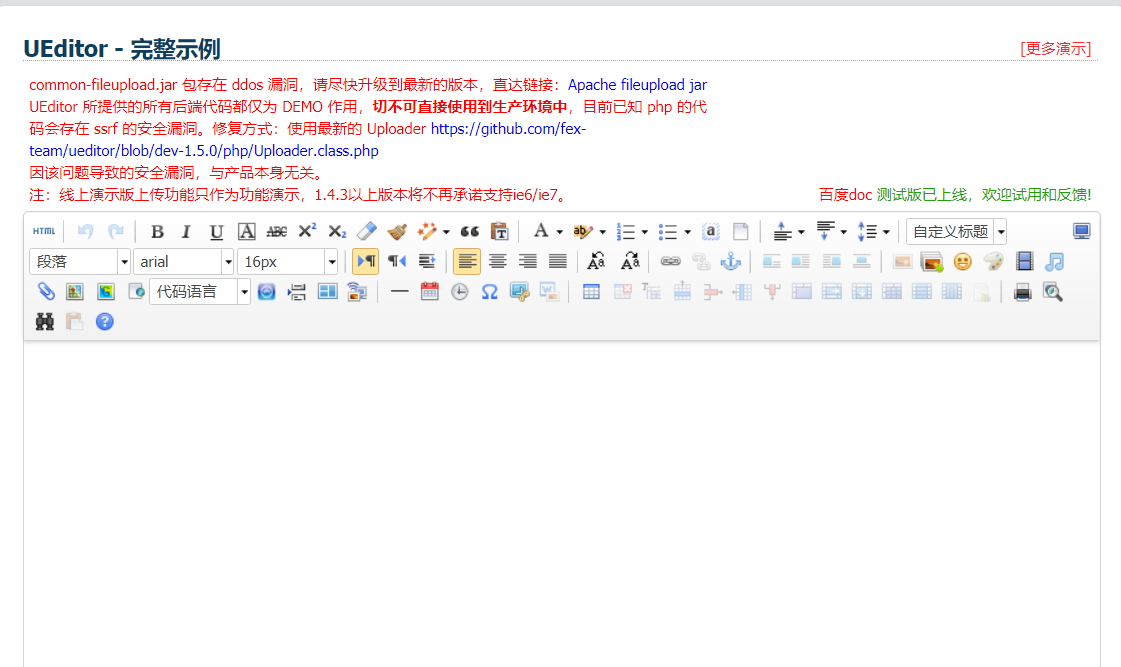 UEditor - 完整示例
[更多演示]
common-fileupload.jar 包存在 ddos 漏洞，请尽快升级到最新的版本，直达链接：Apache fileupload jar
UEditor 所提供的所有后端代码都仅为 DEMO 作用，切不可直接使用到生产环境中，目前已知 php 的代
码会存在 ssrf 的安全漏洞。修复方式：使用最新的 Uploader https://github.com/fex-
team/ueditor/blob/dev-1.5.0/php/Uploader.class.php
因该问题导致的安全漏洞，与产品本身无关。
注：线上演示版上传功能只作为功能演示，1.4.3以上版本将不再承诺支持ie6/ie7。
百度doc 测试版已上线，欢迎试用和反馈!
HTML B I U A ABC X² X₂ A ab a 自定义标题
段落 arial 16px
代码语言